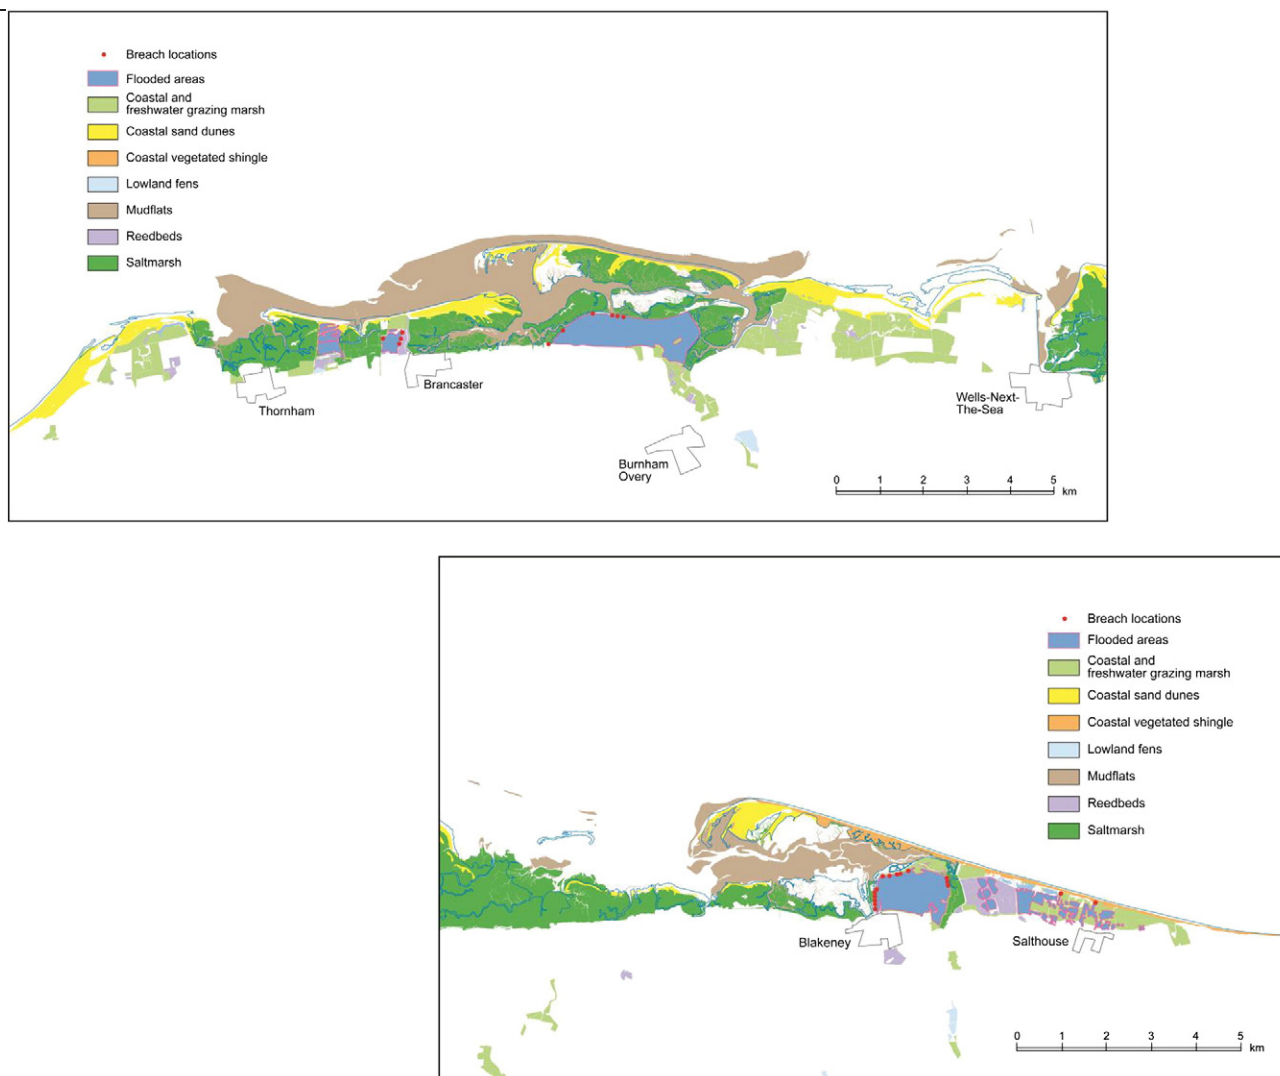 Breach locations
Flooded areas
Coastal and
freshwater grazing marsh
Coastal sand dunes
Coastal vegetated shingle
Lowland fens
Mudflats
Reedbeds
Saltmarsh
Thornham
Brancaster
Burnham
Overy
Wells-Next-
The-Sea
0 1 2 3 4 5
km
Breach locations
Flooded areas
Coastal and
freshwater grazing marsh
Coastal sand dunes
Coastal vegetated shingle
Lowland fens
Mudflats
Reedbeds
Saltmarsh
Blakeney
Salthouse
0 1 2 3 4 5
km